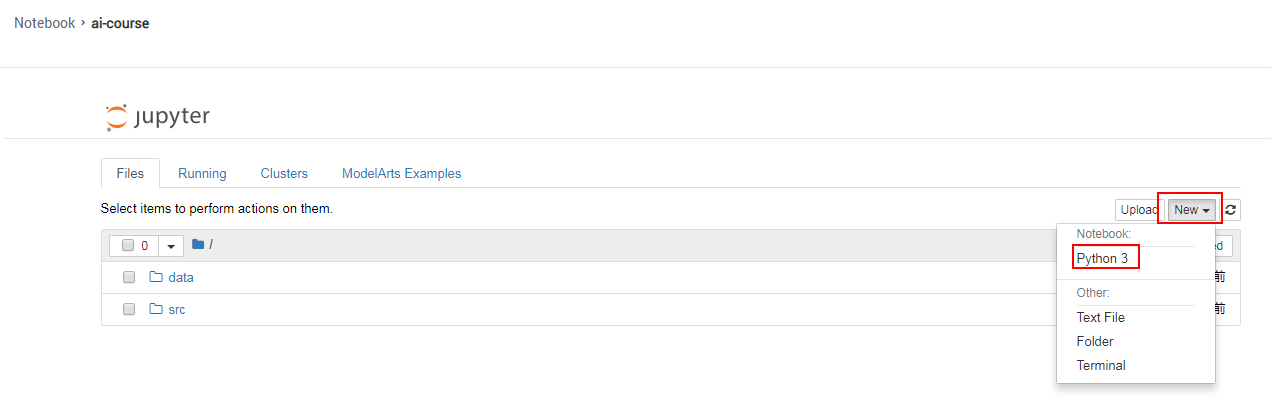 Notebook › ai-course
jupyter
Files Running Clusters ModelArts Examples
Select items to perform actions on them.
Upload New
0 /
Notebook:
Python 3
data 前
Other:
src 前
Text File
Folder
Terminal